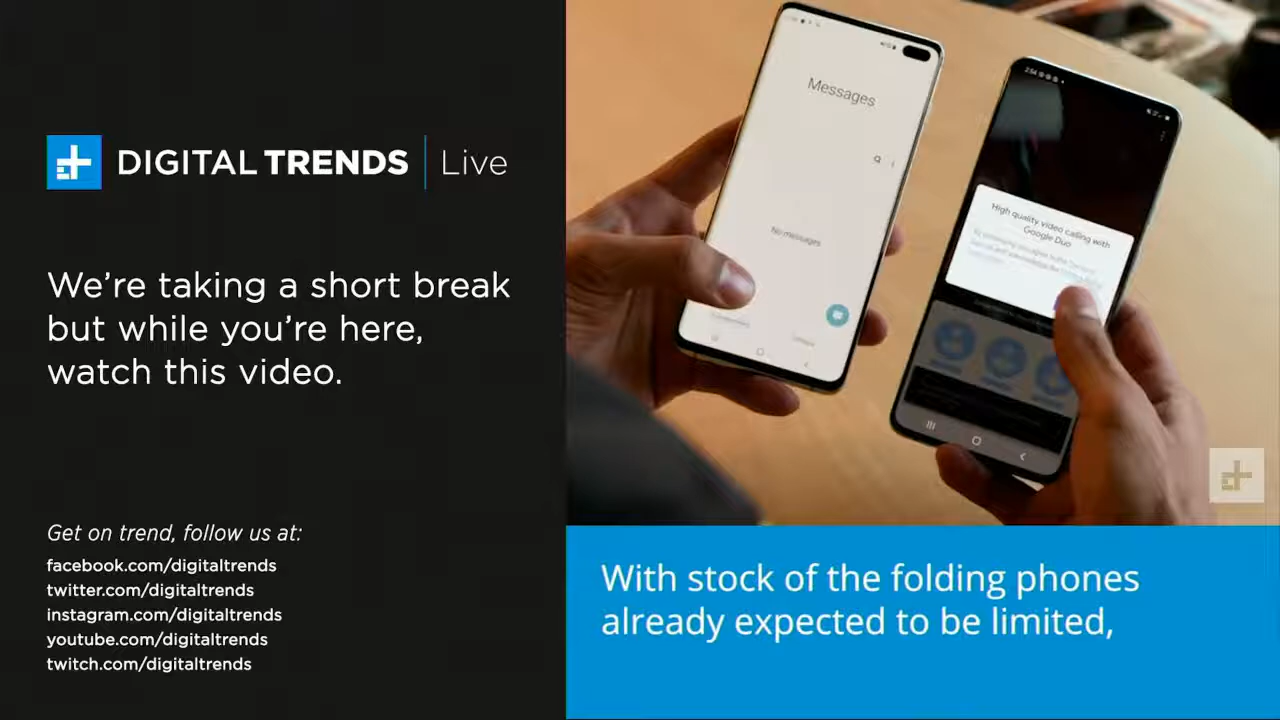 DIGITAL TRENDS | Live
We're taking a short break
but while you're here,
watch this video.
Get on trend, follow us at:
facebook.com/digitaltrends
twitter.com/digitaltrends
instagram.com/digitaltrends
youtube.com/digitaltrends
twitch.com/digitaltrends
Messages
No messages
2:54
High quality video calling with
Google Duo
With stock of the folding phones
already expected to be limited,